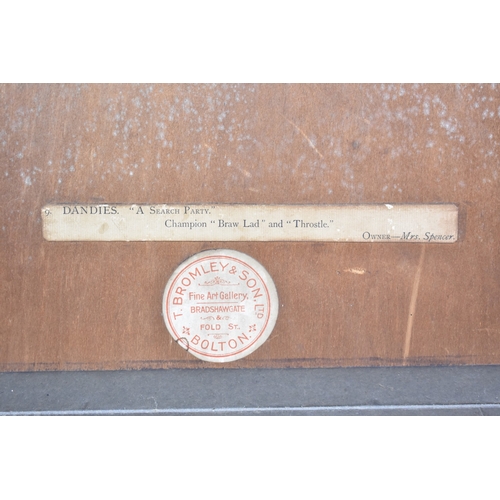 9. DANDIES. "A Search Party."
Champion "Braw Lad" and "Throstle."
Owner—Mrs. Spencer.
T. BROMLEY & SON, LTD
Fine Art Gallery,
BRADSHAWGATE
&
FOLD ST.
BOLTON.